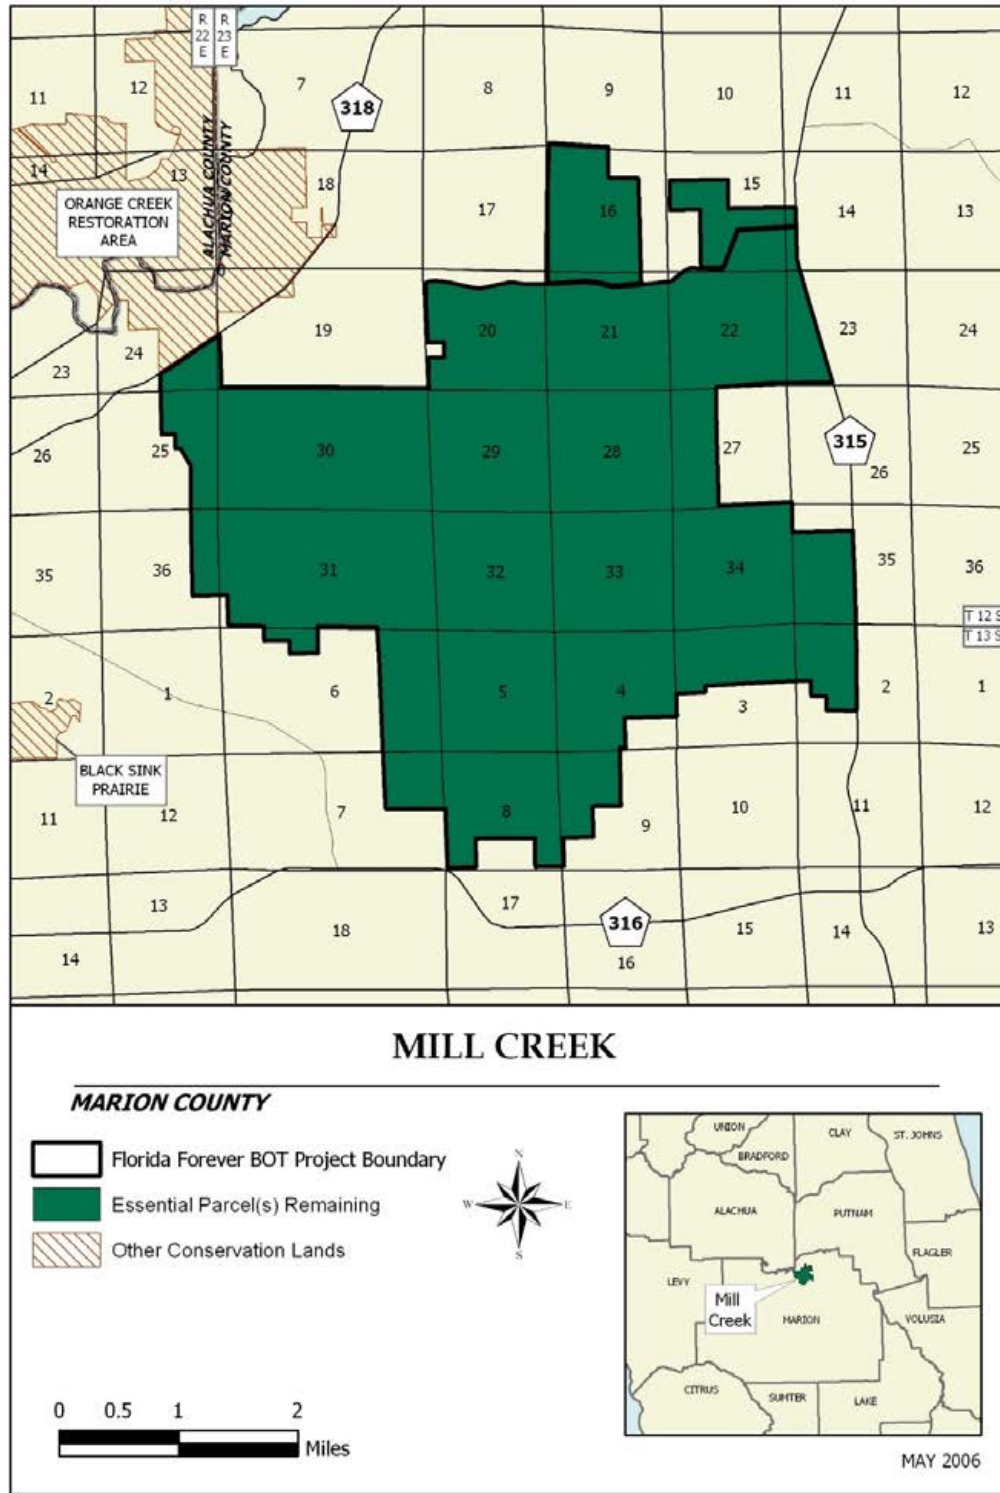 R
22
E
R
23
E
11
12
7
318
8
9
10
11
12
14
13
ALACHUA COUNTY
MARION COUNTY
18
17
16
15
14
13
ORANGE CREEK
RESTORATION
AREA
24
19
20
21
22
23
24
23
26
25
30
29
28
27
315
26
25
35
36
31
32
33
34
35
36
T 12 S
T 13 S
2
1
6
5
4
3
2
1
BLACK SINK
PRAIRIE
11
12
7
8
9
10
11
12
13
14
18
17
316
16
15
14
13
MILL CREEK
MARION COUNTY
Florida Forever BOT Project Boundary
Essential Parcel(s) Remaining
Other Conservation Lands
N
W
E
S
UNION
CLAY
ST. JOHNS
BRADFORD
ALACHUA
PUTNAM
FLAGLER
LEVY
Mill
Creek
MARION
VOLUSIA
CITRUS
SUMTER
LAKE
0 0.5 1 2
Miles
MAY 2006